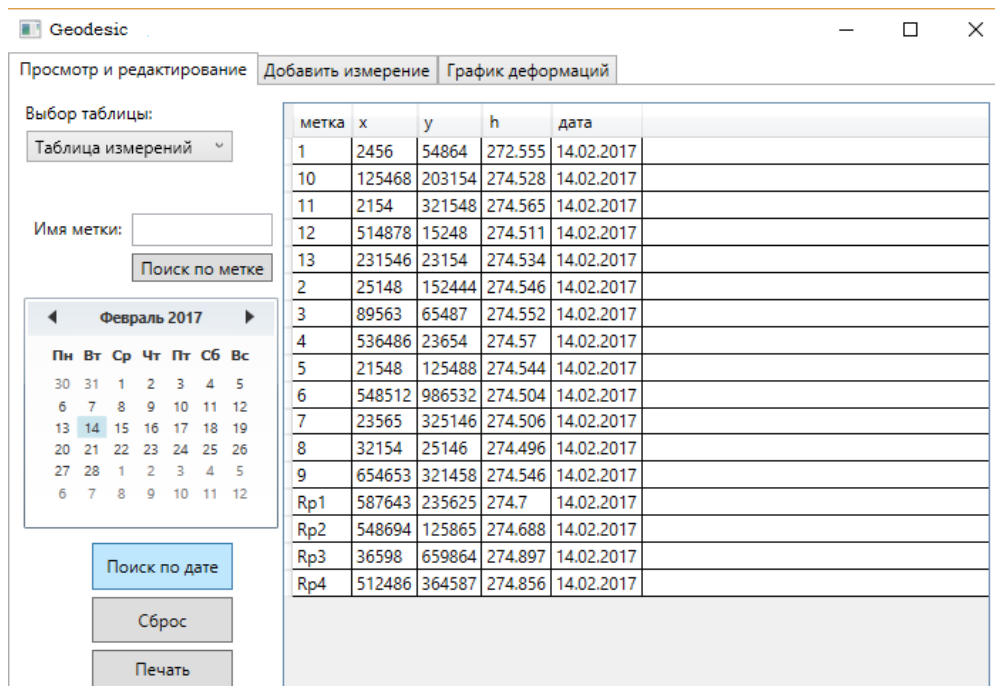 Geodesic
Просмотр и редактирование Добавить измерение График деформаций
Выбор таблицы:
Таблица измерений
Имя метки:
Поиск по метке
Февраль 2017
Пн Вт Ср Чт Пт Сб Вс
30 31 1 2 3 4 5
6 7 8 9 10 11 12
13 14 15 16 17 18 19
20 21 22 23 24 25 26
27 28 1 2 3 4 5
6 7 8 9 10 11 12
Поиск по дате
Сброс
Печать
метка x y h дата
1 2456 54864 272.555 14.02.2017
10 125468 203154 274.528 14.02.2017
11 2154 321548 274.565 14.02.2017
12 514878 15248 274.511 14.02.2017
13 231546 23154 274.534 14.02.2017
2 25148 152444 274.546 14.02.2017
3 89563 65487 274.552 14.02.2017
4 536486 23654 274.57 14.02.2017
5 21548 125488 274.544 14.02.2017
6 548512 986532 274.504 14.02.2017
7 23565 325146 274.506 14.02.2017
8 32154 25146 274.496 14.02.2017
9 654653 321458 274.546 14.02.2017
Rp1 587643 235625 274.7 14.02.2017
Rp2 548694 125865 274.688 14.02.2017
Rp3 36598 659864 274.897 14.02.2017
Rp4 512486 364587 274.856 14.02.2017